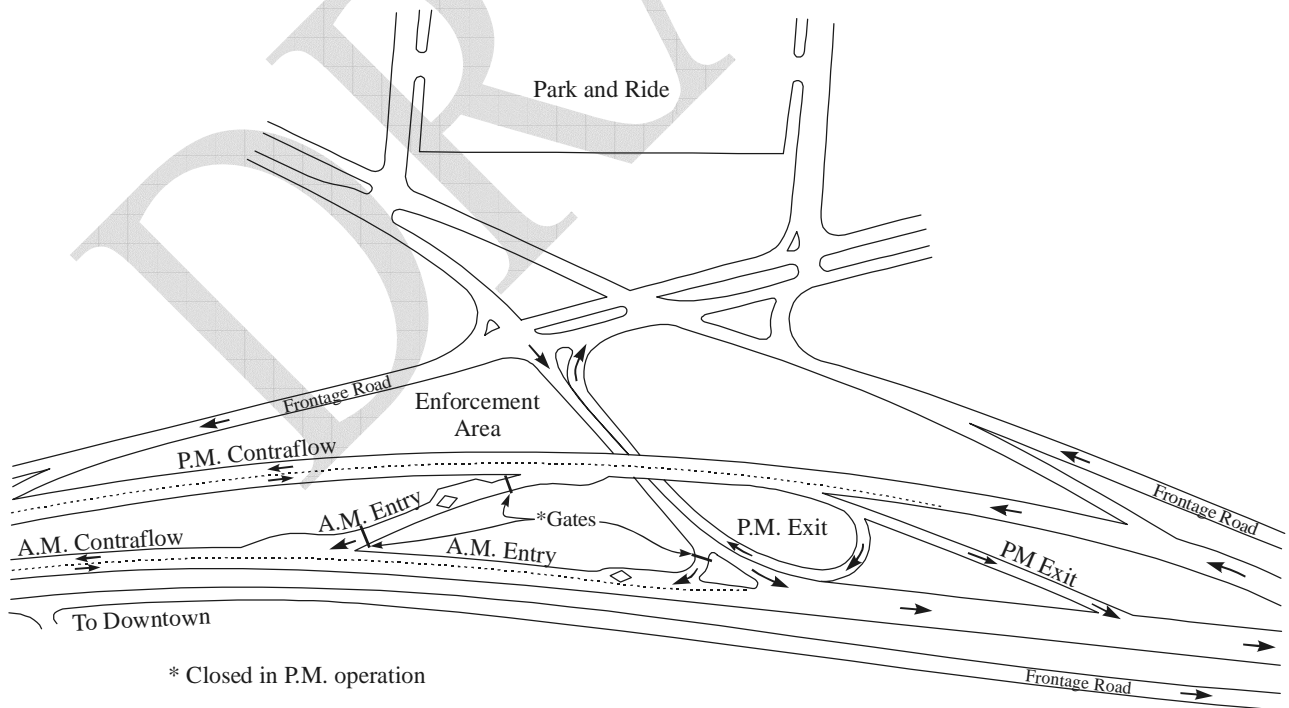 Park and Ride
Frontage Road
Enforcement
Area
P.M. Contraflow
A.M. Entry
*Gates
P.M. Exit
Frontage Road
A.M. Contraflow
A.M. Entry
PM Exit
To Downtown
* Closed in P.M. operation
Frontage Road
DRA